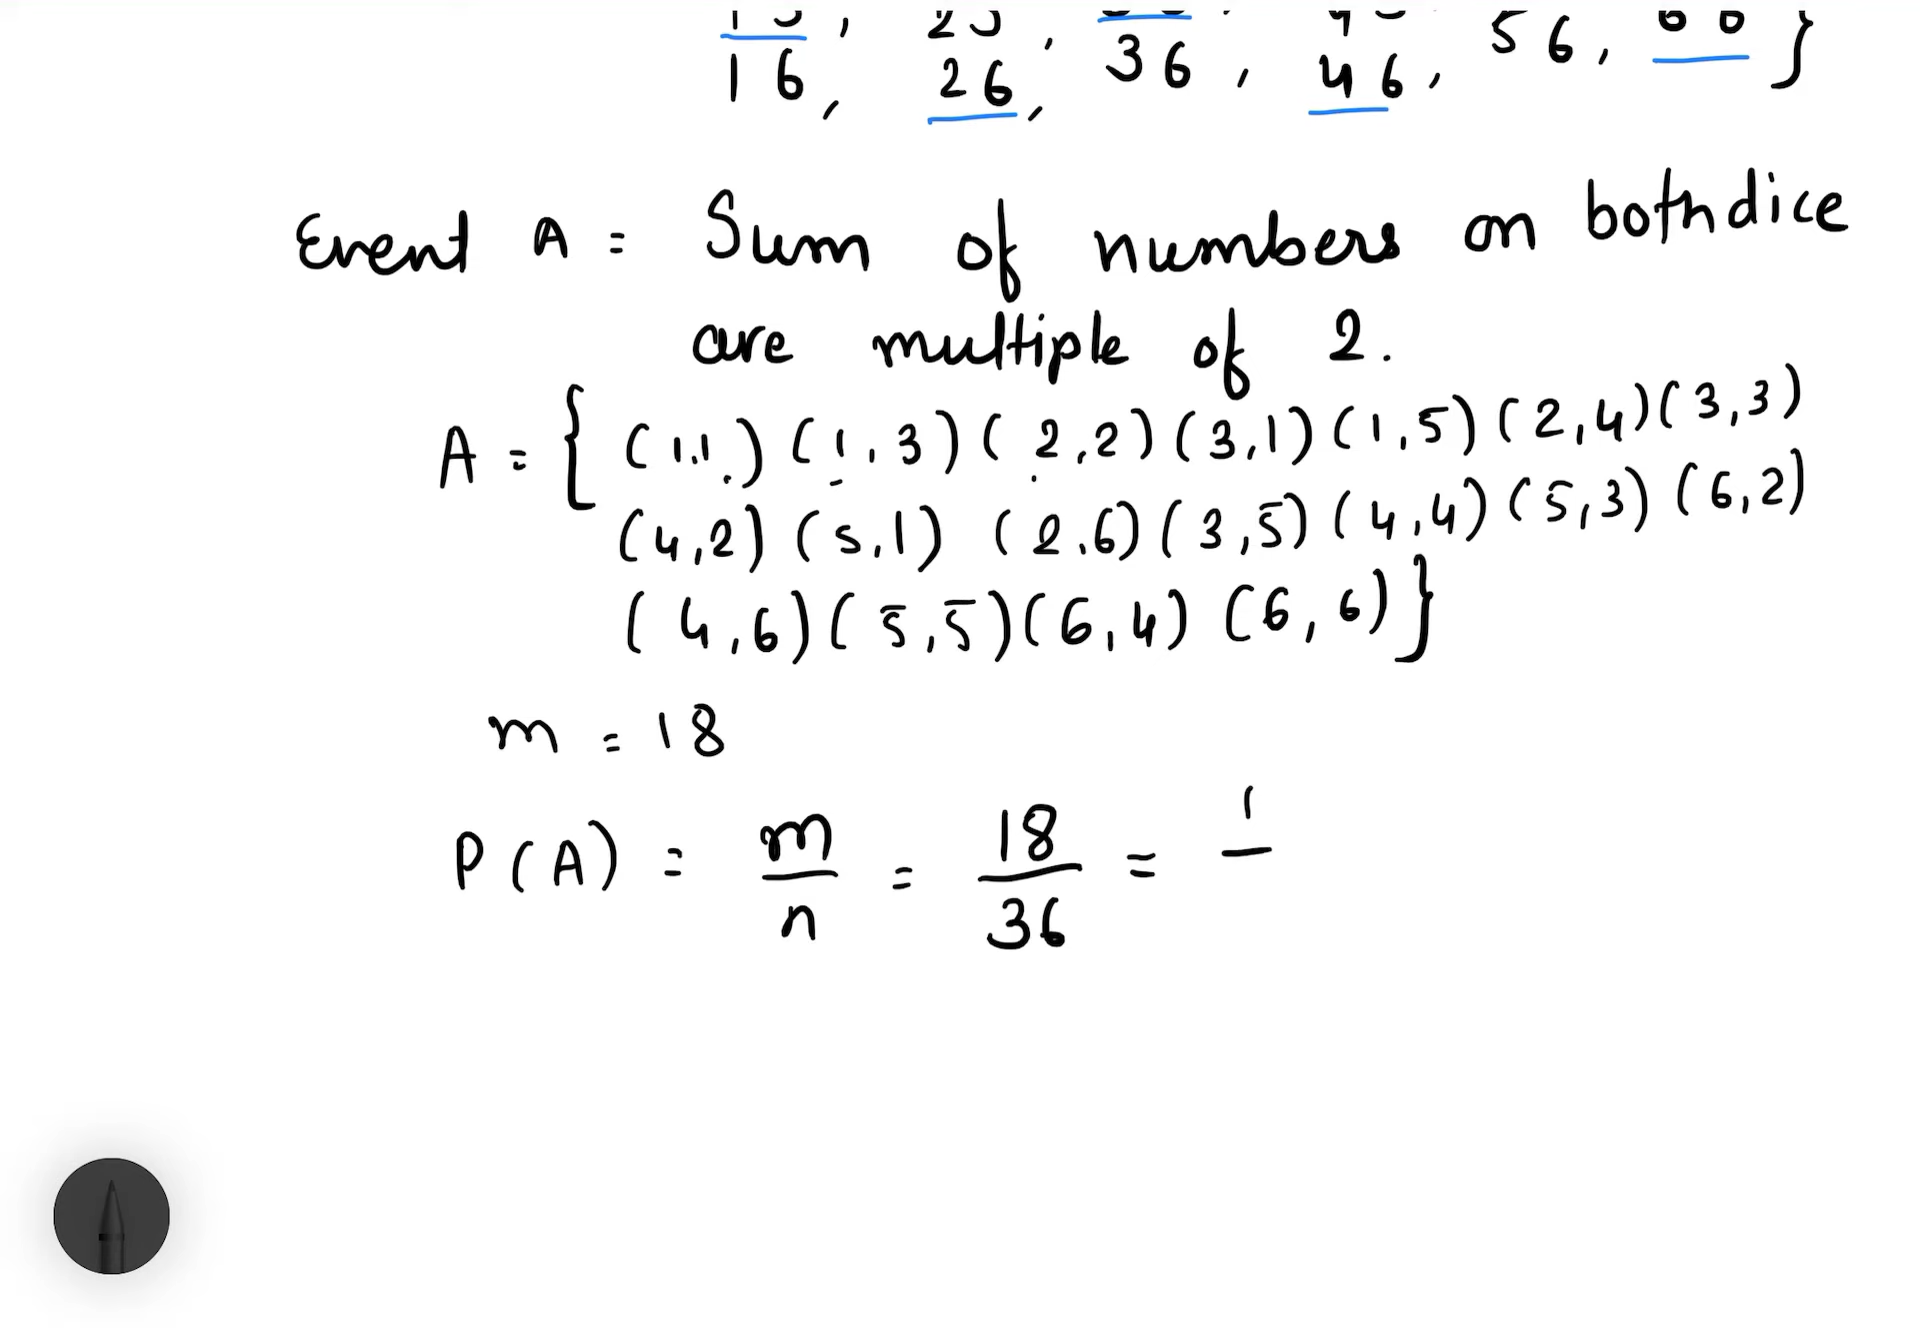 16, 26, 36, 46, 56, }
Event A = Sum of numbers on both dice
are multiple of 2.
A = { (1,1) (1,3) (2,2) (3,1) (1,5) (2,4) (3,3)
(4,2) (5,1) (2,6) (3,5) (4,4) (5,3) (6,2)
(4,6) (5,5) (6,4) (6,6) }
m = 18
P(A) = m/n = 18/36 = 1/